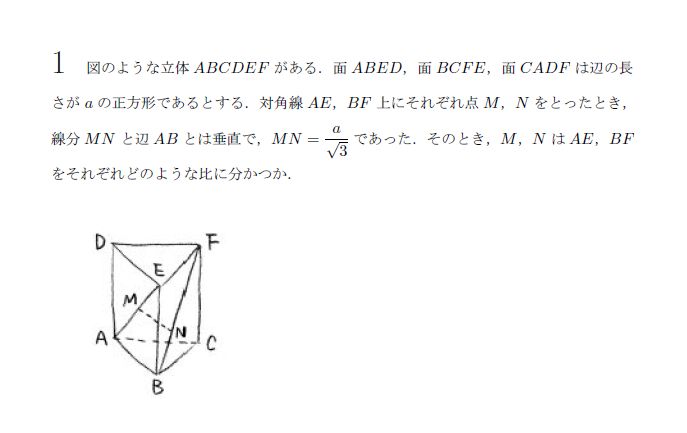 1 図のような立体 ABCDEF がある．面 ABED，面 BCFE，面 CADF は辺の長
さが a の正方形であるとする．対角線 AE，BF 上にそれぞれ点 M，N をとったとき，
線分 MN と辺 AB とは垂直で，MN = a/√3 であった．そのとき，M，N は AE，BF
をそれぞれどのような比に分かつか．
D F
E
M
A N C
B